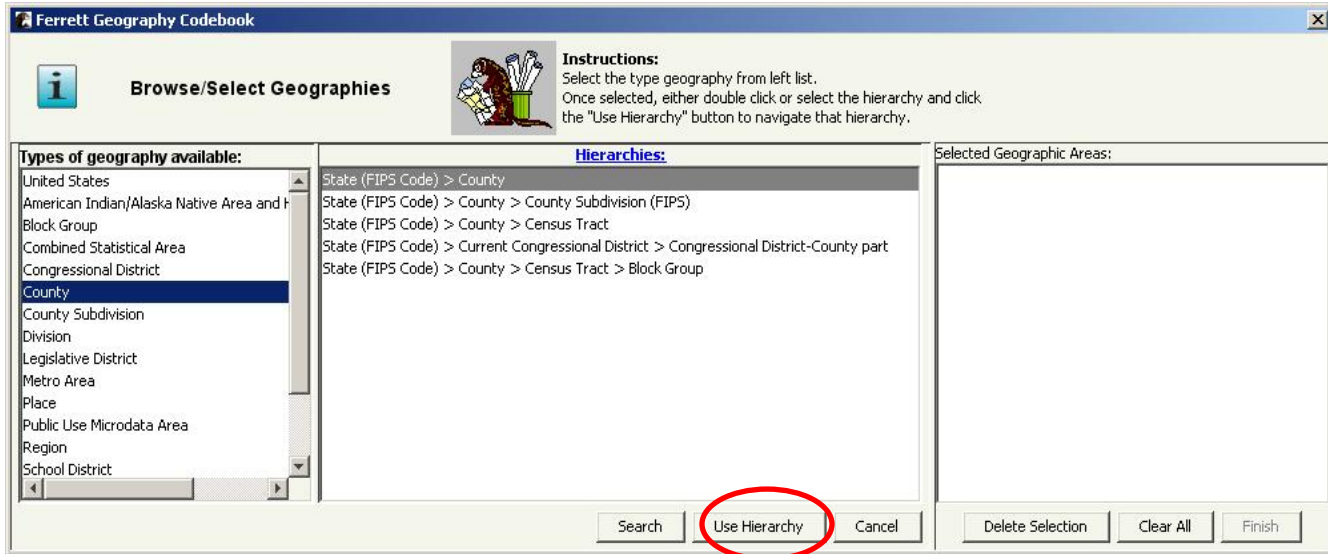 Ferrett Geography Codebook
Browse/Select Geographies
Instructions:
Select the type geography from left list.
Once selected, either double click or select the hierarchy and click
the "Use Hierarchy" button to navigate that hierarchy.
Types of geography available:
United States
American Indian/Alaska Native Area and H
Block Group
Combined Statistical Area
Congressional District
County
County Subdivision
Division
Legislative District
Metro Area
Place
Public Use Microdata Area
Region
School District
Hierarchies:
State (FIPS Code) > County
State (FIPS Code) > County > County Subdivision (FIPS)
State (FIPS Code) > County > Census Tract
State (FIPS Code) > Current Congressional District > Congressional District-County part
State (FIPS Code) > County > Census Tract > Block Group
Selected Geographic Areas:
Search
Use Hierarchy
Cancel
Delete Selection
Clear All
Finish